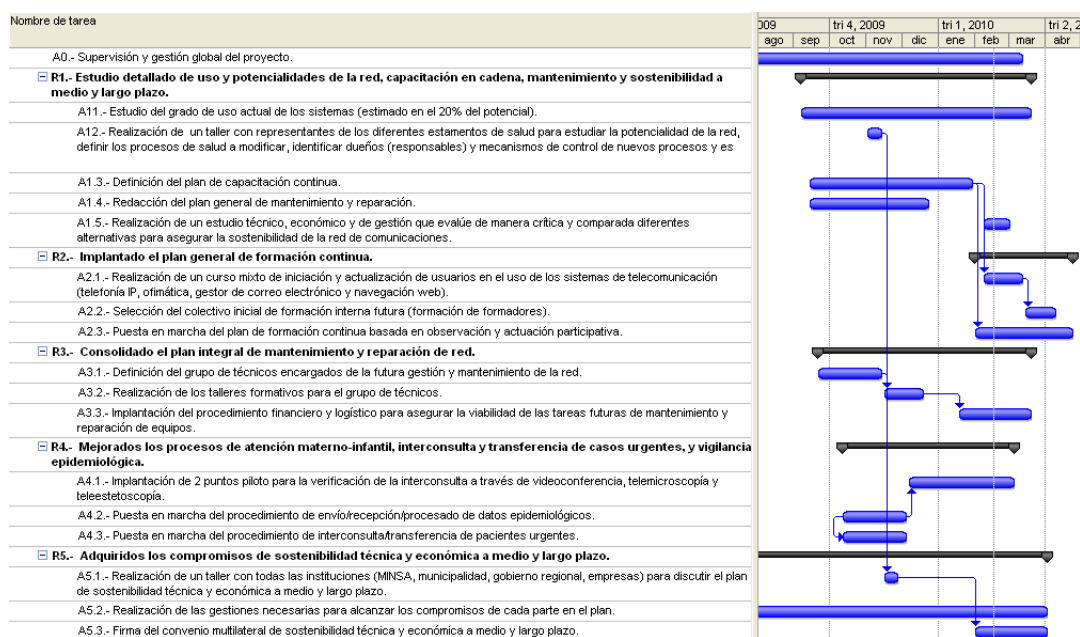 Nombre de tarea
009 tri 4, 2009 tri 1, 2010 tri 2, 2
ago sep oct nov dic ene feb mar abr
A0.- Supervisión y gestión global del proyecto.
R1.- Estudio detallado de uso y potencialidades de la red, capacitación en cadena, mantenimiento y sostenibilidad a
medio y largo plazo.
A11.- Estudio del grado de uso actual de los sistemas (estimado en el 20% del potencial).
A12.- Realización de un taller con representantes de los diferentes estamentos de salud para estudiar la potencialidad de la red,
definir los procesos de salud a modificar, identificar dueños (responsables) y mecanismos de control de nuevos procesos y es
A1.3.- Definición del plan de capacitación continua.
A1.4.- Redacción del plan general de mantenimiento y reparación.
A1.5.- Realización de un estudio técnico, económico y de gestión que evalúe de manera crítica y comparada diferentes
alternativas para asegurar la sostenibilidad de la red de comunicaciones.
R2.- Implantado el plan general de formación continua.
A2.1.- Realización de un curso mixto de iniciación y actualización de usuarios en el uso de los sistemas de telecomunicación
(telefonía IP, ofimática, gestor de correo electrónico y navegación web).
A2.2.- Selección del colectivo inicial de formación interna futura (formación de formadores).
A2.3.- Puesta en marcha del plan de formación continua basada en observación y actuación participativa.
R3.- Consolidado el plan integral de mantenimiento y reparación de red.
A3.1.- Definición del grupo de técnicos encargados de la futura gestión y mantenimiento de la red.
A3.2.- Realización de los talleres formativos para el grupo de técnicos.
A3.3.- Implantación del procedimiento financiero y logístico para asegurar la viabilidad de las tareas futuras de mantenimiento y
reparación de equipos.
R4.- Mejorados los procesos de atención materno-infantil, interconsulta y transferencia de casos urgentes, y vigilancia
epidemiológica.
A4.1.- Implantación de 2 puntos piloto para la verificación de la interconsulta a través de videoconferencia, telemicroscopía y
teleestetoscopía.
A4.2.- Puesta en marcha del procedimiento de envío/recepción/procesado de datos epidemiológicos.
A4.3.- Puesta en marcha del procedimiento de interconsulta/transferencia de pacientes urgentes.
R5.- Adquiridos los compromisos de sostenibilidad técnica y económica a medio y largo plazo.
A5.1.- Realización de un taller con todas las instituciones (MINSA, municipalidad, gobierno regional, empresas) para discutir el plan
de sostenibilidad técnica y económica a medio y largo plazo.
A5.2.- Realización de las gestiones necesarias para alcanzar los compromisos de cada parte en el plan.
A5.3.- Firma del convenio multilateral de sostenibilidad técnica y económica a medio y largo plazo.